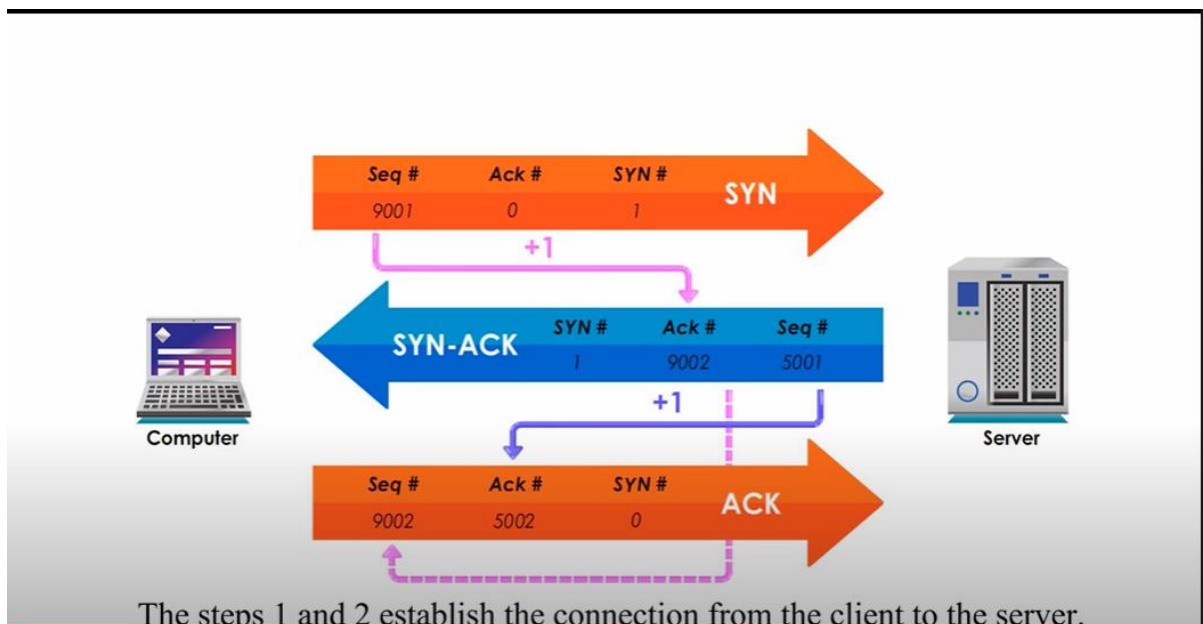 Seq # Ack # SYN # SYN
9001 0 1
+1
SYN-ACK SYN # Ack # Seq #
1 9002 5001
+1
Computer
Server
Seq # Ack # SYN # ACK
9002 5002 0
The steps 1 and 2 establish the connection from the client to the server.